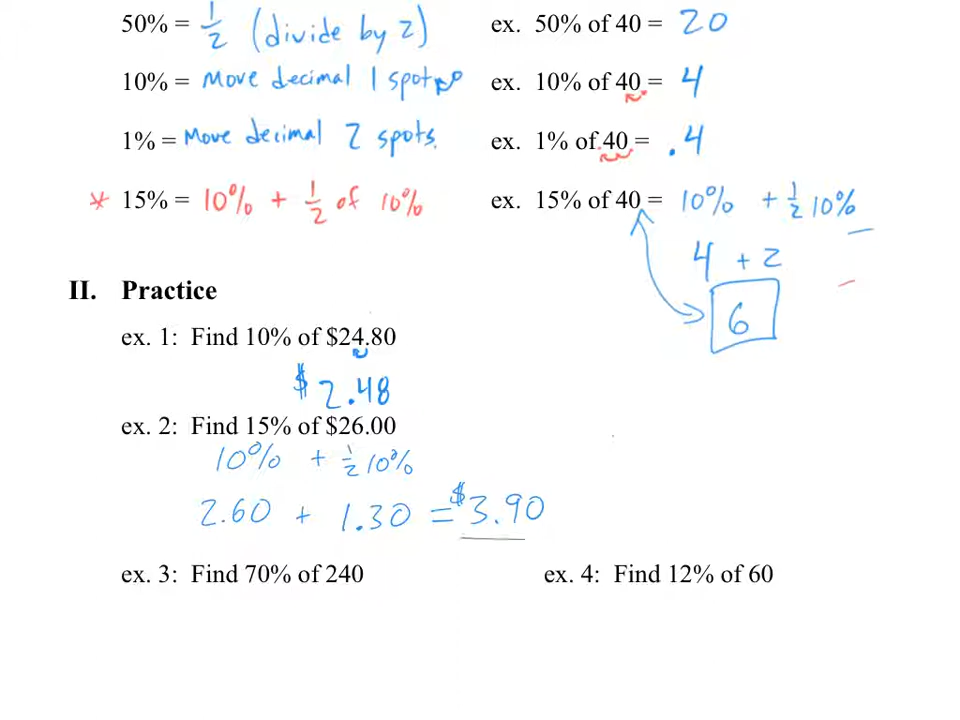 50% = 1/2 (divide by 2) ex. 50% of 40 = 20
10% = Move decimal 1 spot ex. 10% of 40 = 4
1% = Move decimal 2 spots. ex. 1% of 40 = .4
* 15% = 10% + 1/2 of 10% ex. 15% of 40 = 10% + 1/2 10%
4 + 2
6
II. Practice
ex. 1: Find 10% of $24.80
$2.48
ex. 2: Find 15% of $26.00
10% + 1/2 10%
2.60 + 1.30 = $3.90
ex. 3: Find 70% of 240 ex. 4: Find 12% of 60